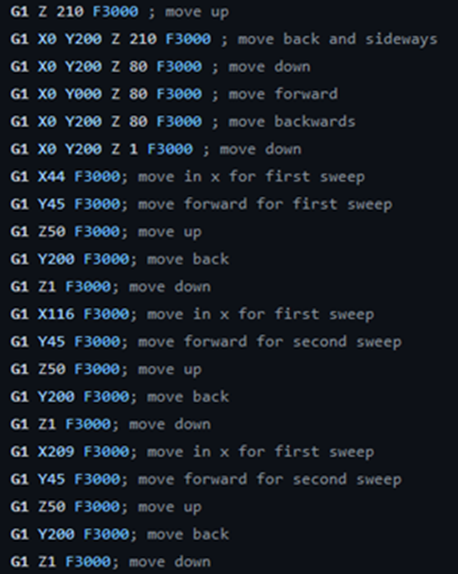 G1 Z 210 F3000 ; move up
G1 X0 Y200 Z 210 F3000 ; move back and sideways
G1 X0 Y200 Z 80 F3000 ; move down
G1 X0 Y000 Z 80 F3000 ; move forward
G1 X0 Y200 Z 80 F3000 ; move backwards
G1 X0 Y200 Z 1 F3000 ; move down
G1 X44 F3000; move in x for first sweep
G1 Y45 F3000; move forward for first sweep
G1 Z50 F3000; move up
G1 Y200 F3000; move back
G1 Z1 F3000; move down
G1 X116 F3000; move in x for first sweep
G1 Y45 F3000; move forward for second sweep
G1 Z50 F3000; move up
G1 Y200 F3000; move back
G1 Z1 F3000; move down
G1 X209 F3000; move in x for first sweep
G1 Y45 F3000; move forward for second sweep
G1 Z50 F3000; move up
G1 Y200 F3000; move back
G1 Z1 F3000; move down